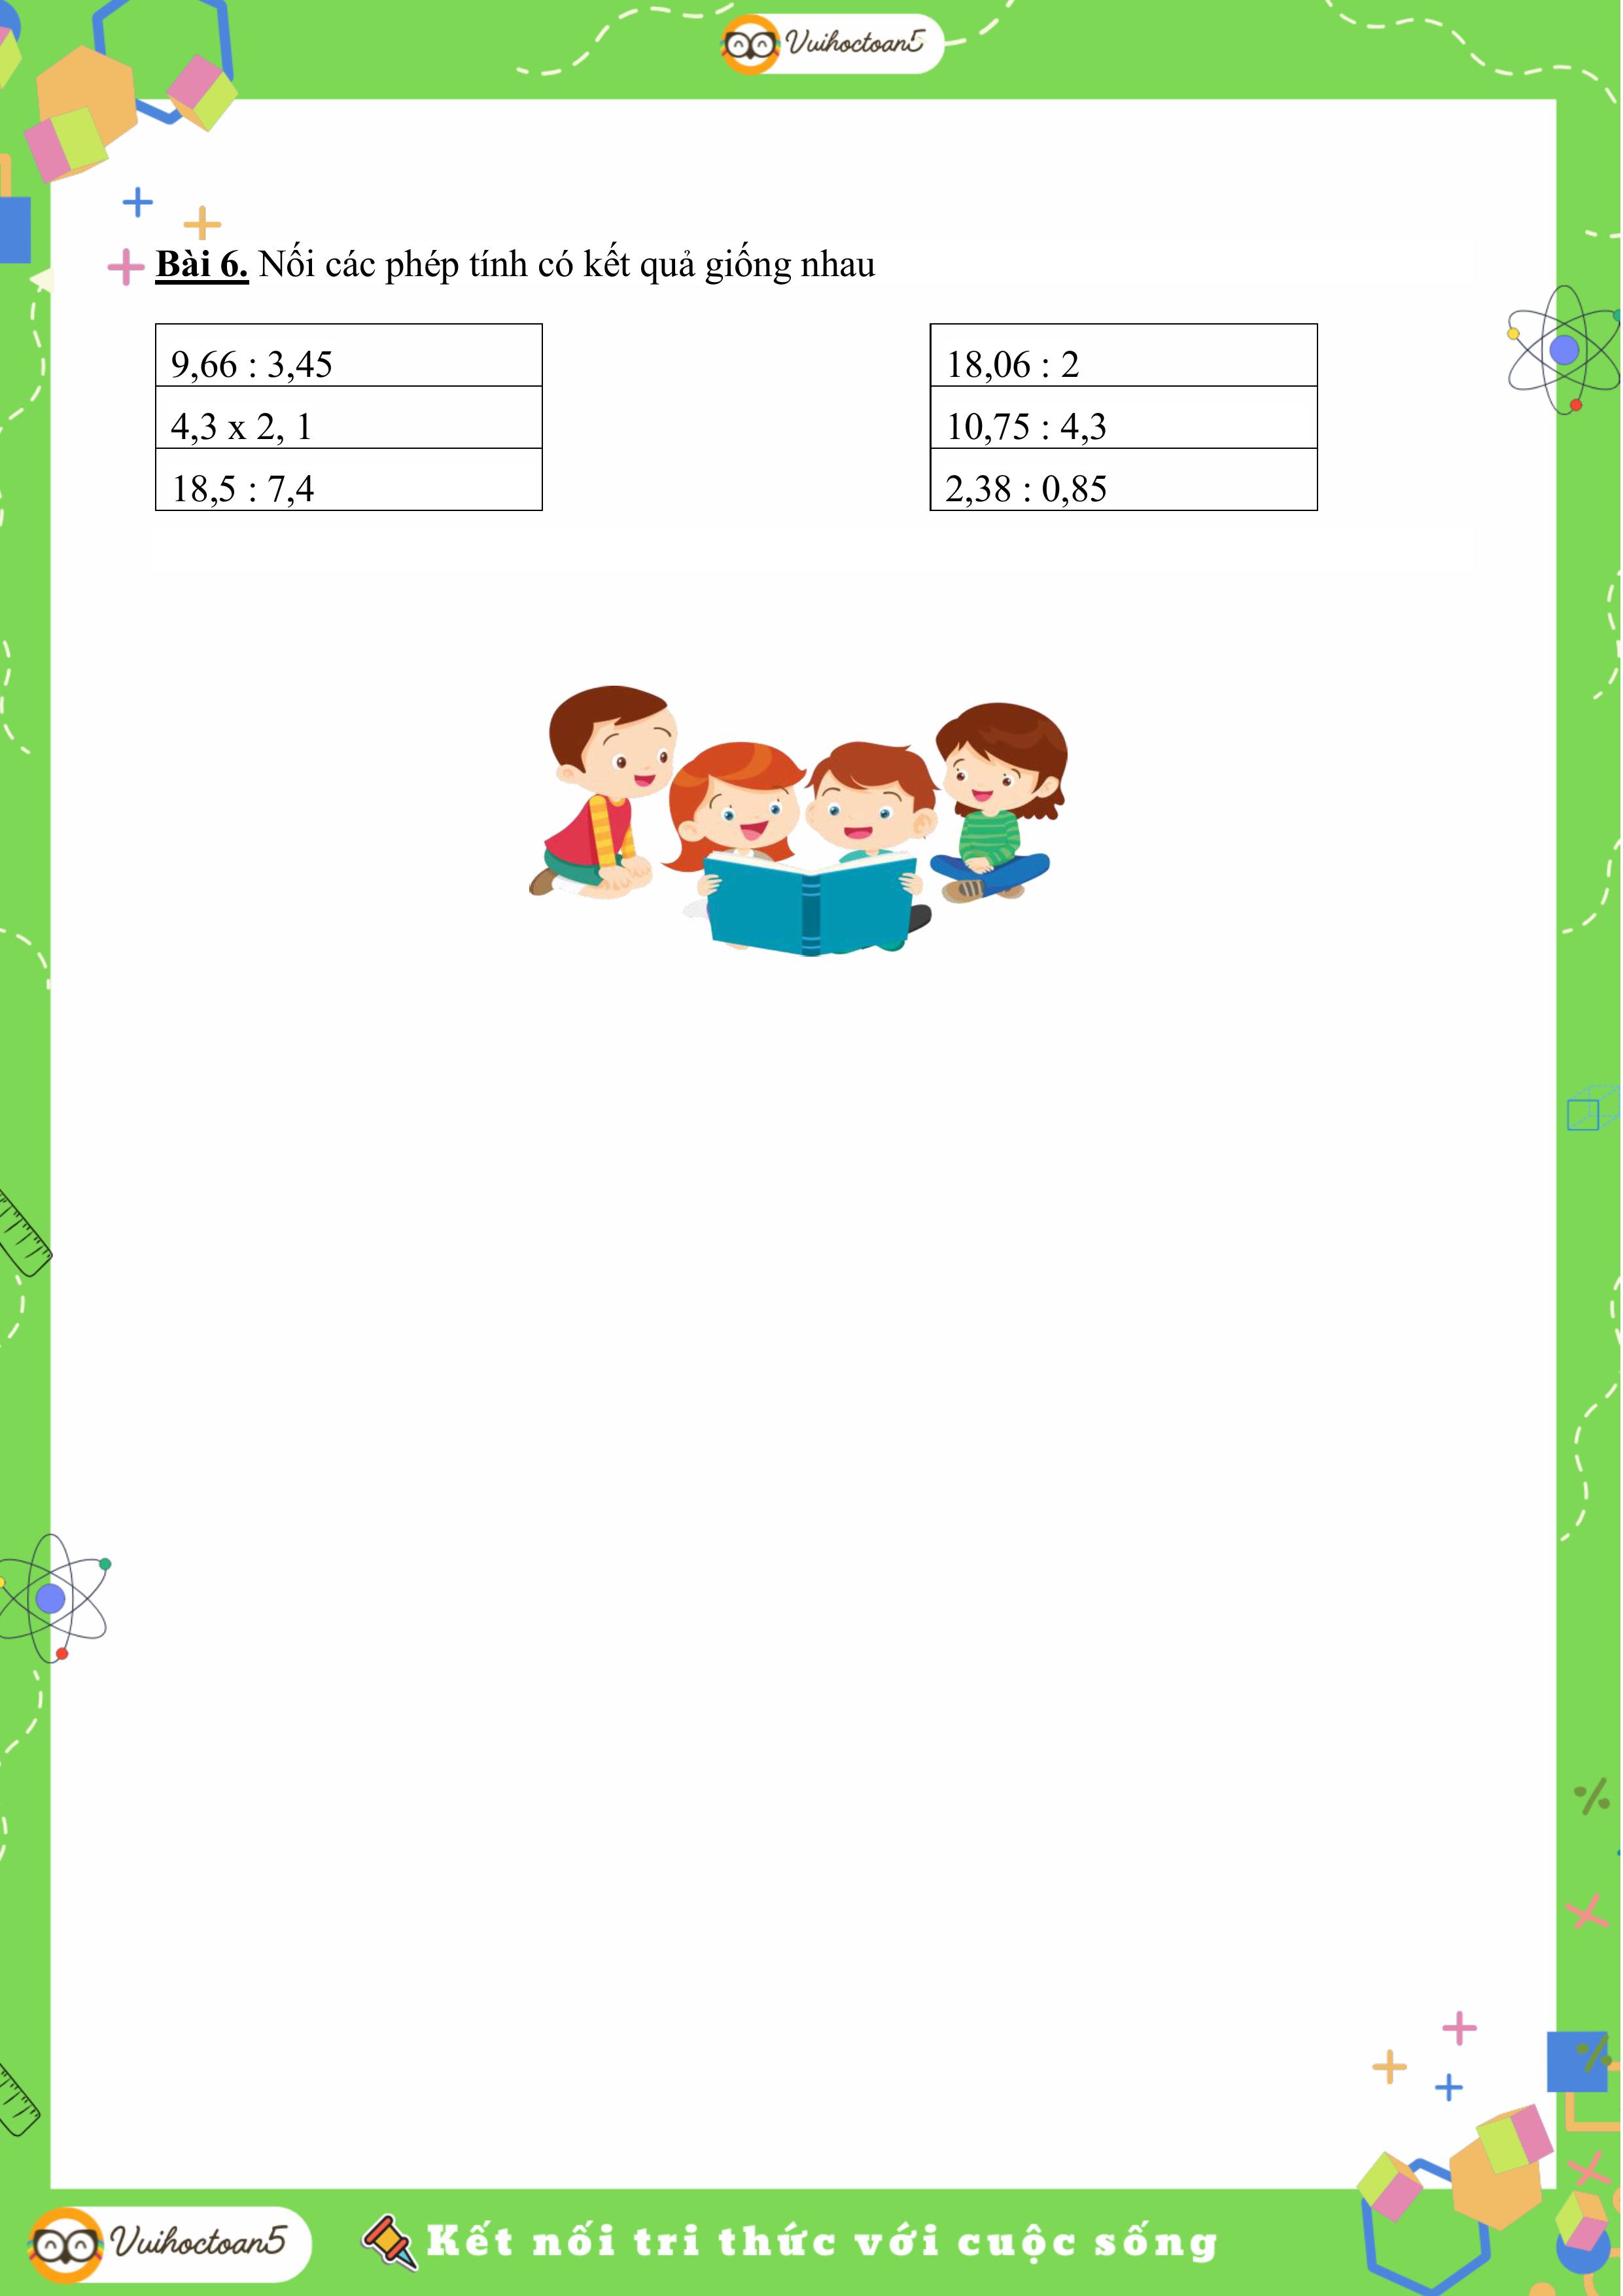 Vuihoctoan5
Bài 6. Nối các phép tính có kết quả giống nhau
9,66 : 3,45
18,06 : 2
4,3 x 2, 1
10,75 : 4,3
18,5 : 7,4
2,38 : 0,85
Vuihoctoan5
Kết nối tri thức với cuộc sống